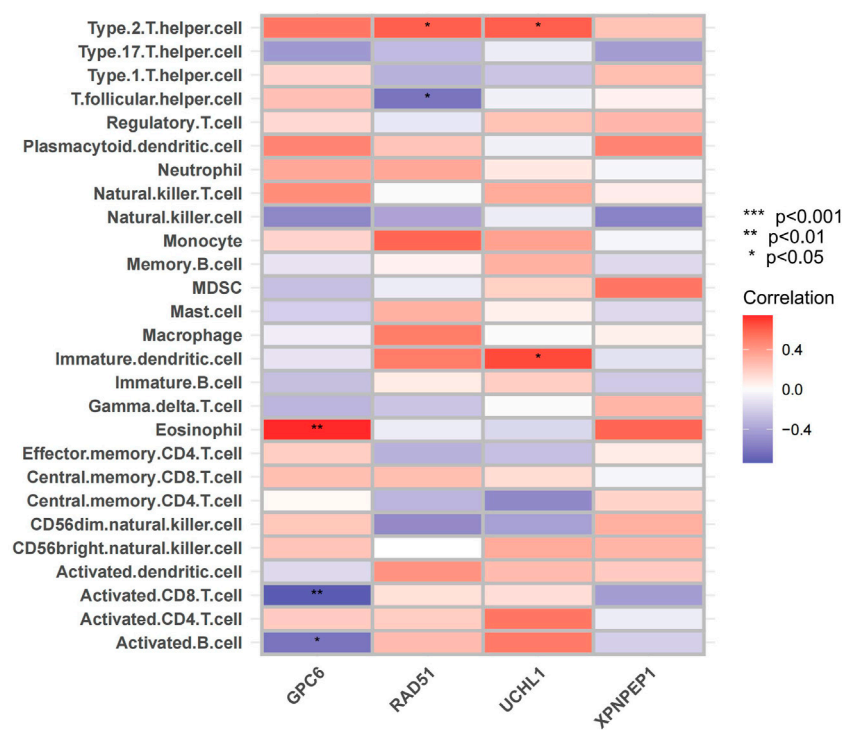 Type.2.T.helper.cell
* *
Type.17.T.helper.cell
Type.1.T.helper.cell
T.follicular.helper.cell
*
Regulatory.T.cell
Plasmacytoid.dendritic.cell
Neutrophil
Natural.killer.T.cell
Natural.killer.cell
Monocyte
Memory.B.cell
MDSC
Mast.cell
Macrophage
Immature.dendritic.cell
*
Immature.B.cell
Gamma.delta.T.cell
Eosinophil
**
Effector.memory.CD4.T.cell
Central.memory.CD8.T.cell
Central.memory.CD4.T.cell
CD56dim.natural.killer.cell
CD56bright.natural.killer.cell
Activated.dendritic.cell
Activated.CD8.T.cell
**
Activated.CD4.T.cell
Activated.B.cell
*
GPC6
RAD51
UCHL1
XPNPEP1
*** p<0.001
** p<0.01
* p<0.05
Correlation
0.4
0.0
−0.4